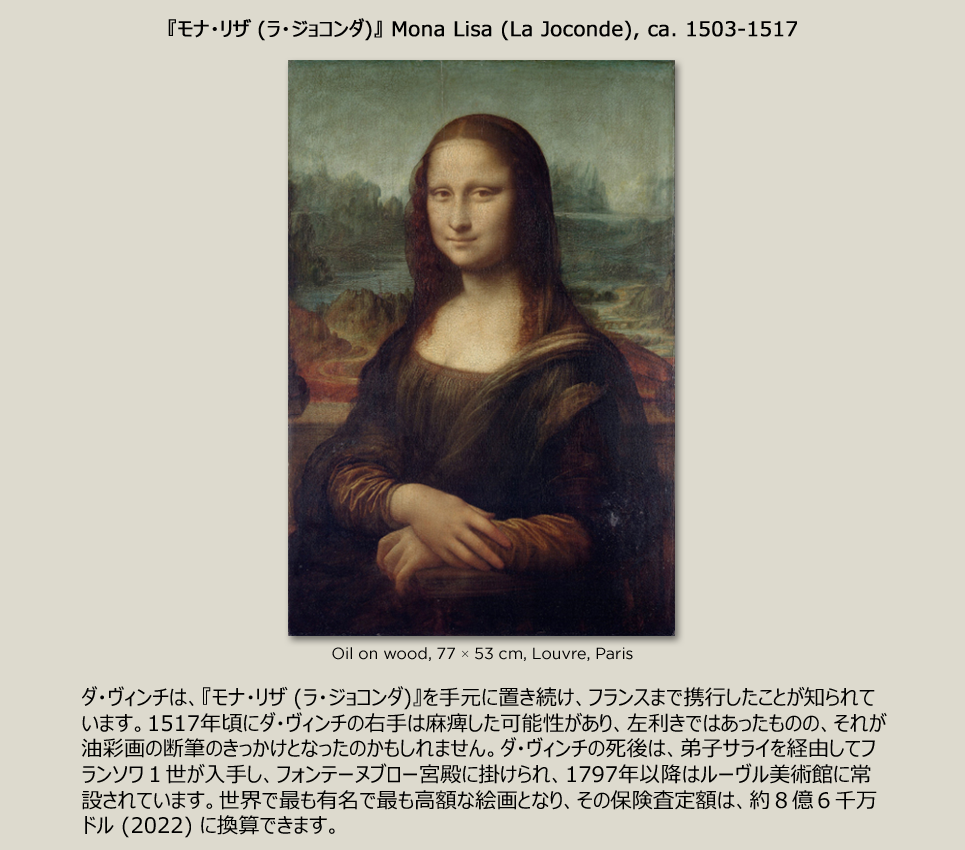 『モナ・リザ (ラ・ジョコンダ)』 Mona Lisa (La Joconde), ca. 1503-1517
Oil on wood, 77 × 53 cm, Louvre, Paris
ダ・ヴィンチは、『モナ・リザ (ラ・ジョコンダ)』を手元に置き続け、フランスまで携行したことが知られて
います。1517年頃にダ・ヴィンチの右手は麻痺した可能性があり、左利きではあったものの、それが
油彩画の断筆のきっかけとなったのかもしれません。ダ・ヴィンチの死後は、弟子サライを経由してフ
ランソワ１世が入手し、フォンテーヌブロー宮殿に掛けられ、1797年以降はルーヴル美術館に常
設されています。世界で最も有名で最も高額な絵画となり、その保険査定額は、約８億６千万
ドル (2022) に換算できます。